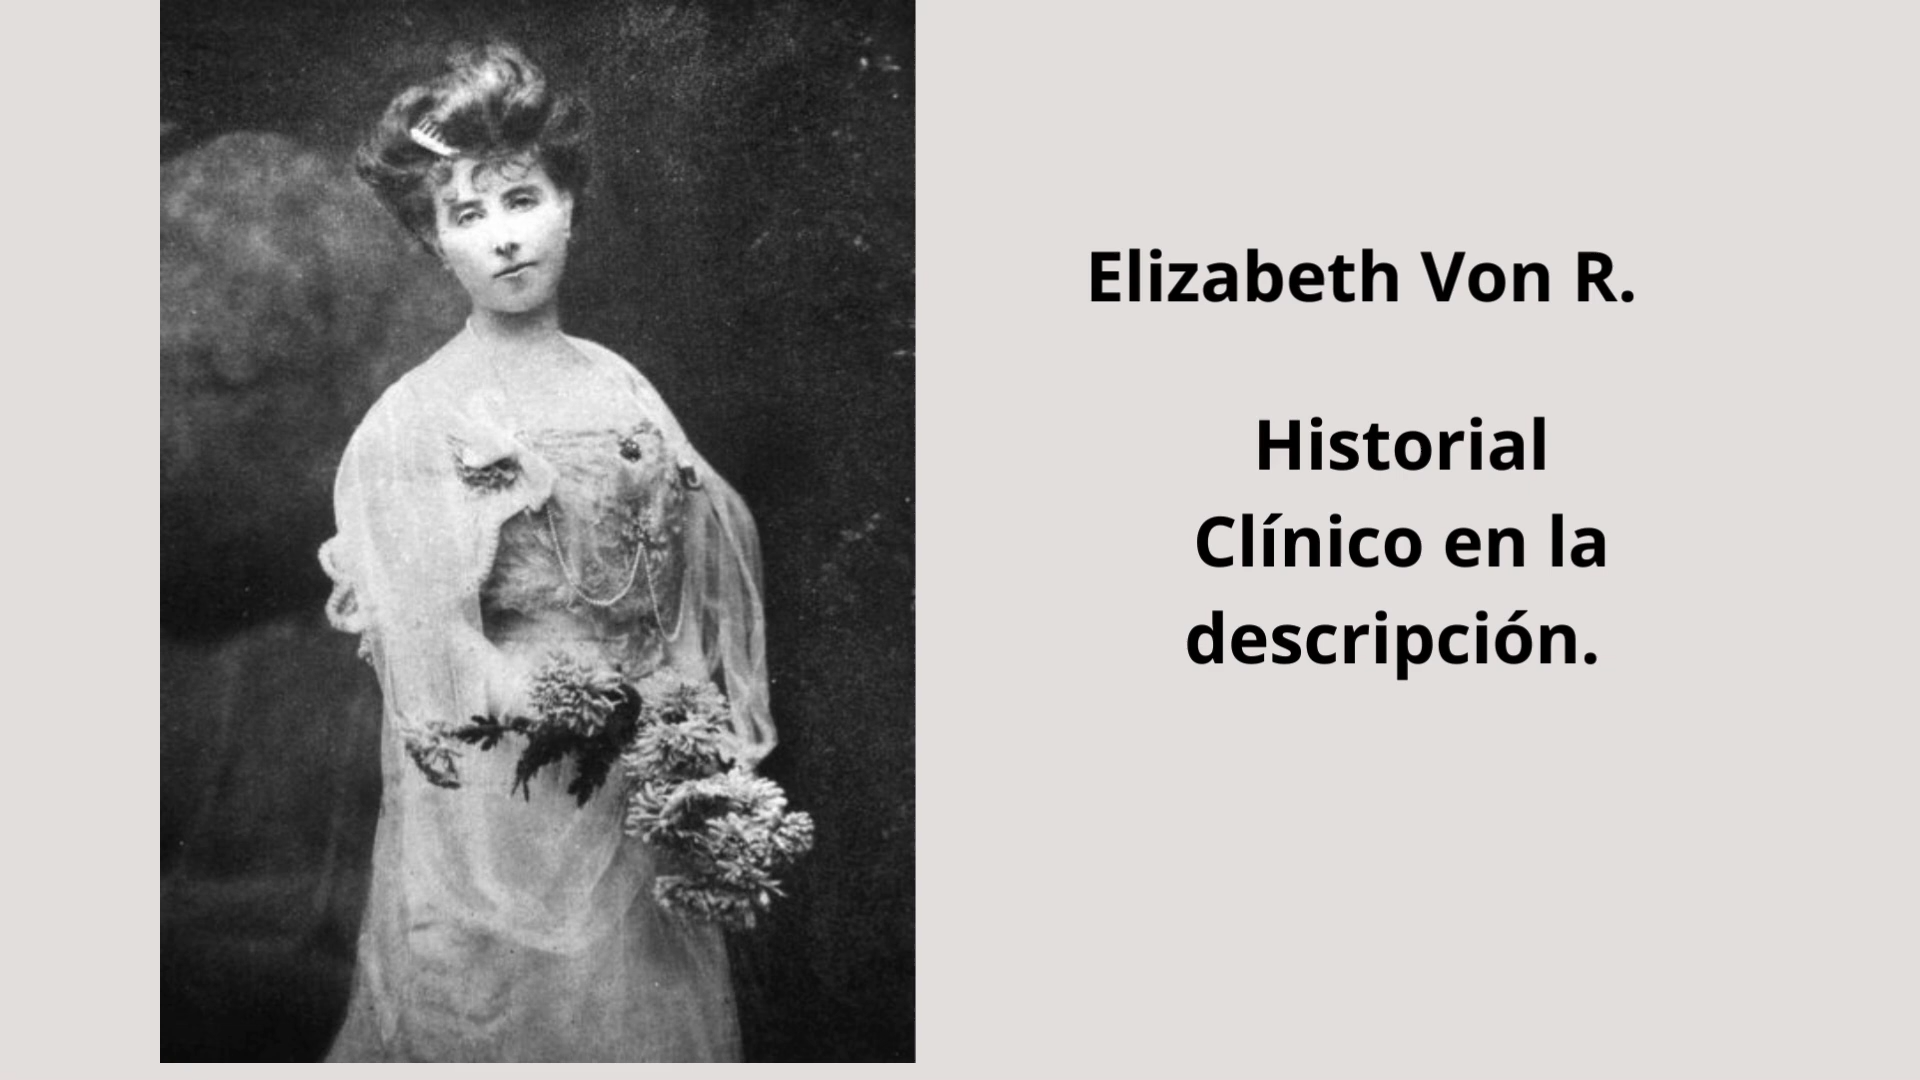 Elizabeth Von R.
Historial
Clínico en la
descripción.